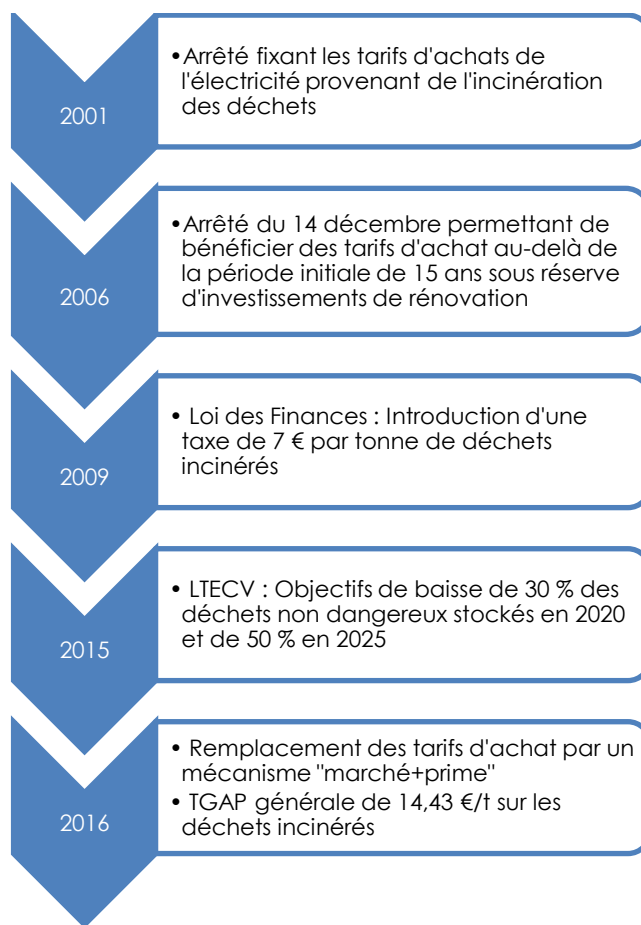 2001
•Arrêté fixant les tarifs d'achats de
l'électricité provenant de l'incinération
des déchets
2006
•Arrêté du 14 décembre permettant de
bénéficier des tarifs d'achat au-delà de
la période initiale de 15 ans sous réserve
d'investissements de rénovation
2009
• Loi des Finances : Introduction d'une
taxe de 7 € par tonne de déchets
incinérés
2015
• LTECV : Objectifs de baisse de 30 % des
déchets non dangereux stockés en 2020
et de 50 % en 2025
2016
• Remplacement des tarifs d'achat par un
mécanisme "marché+prime"
• TGAP générale de 14,43 €/t sur les
déchets incinérés